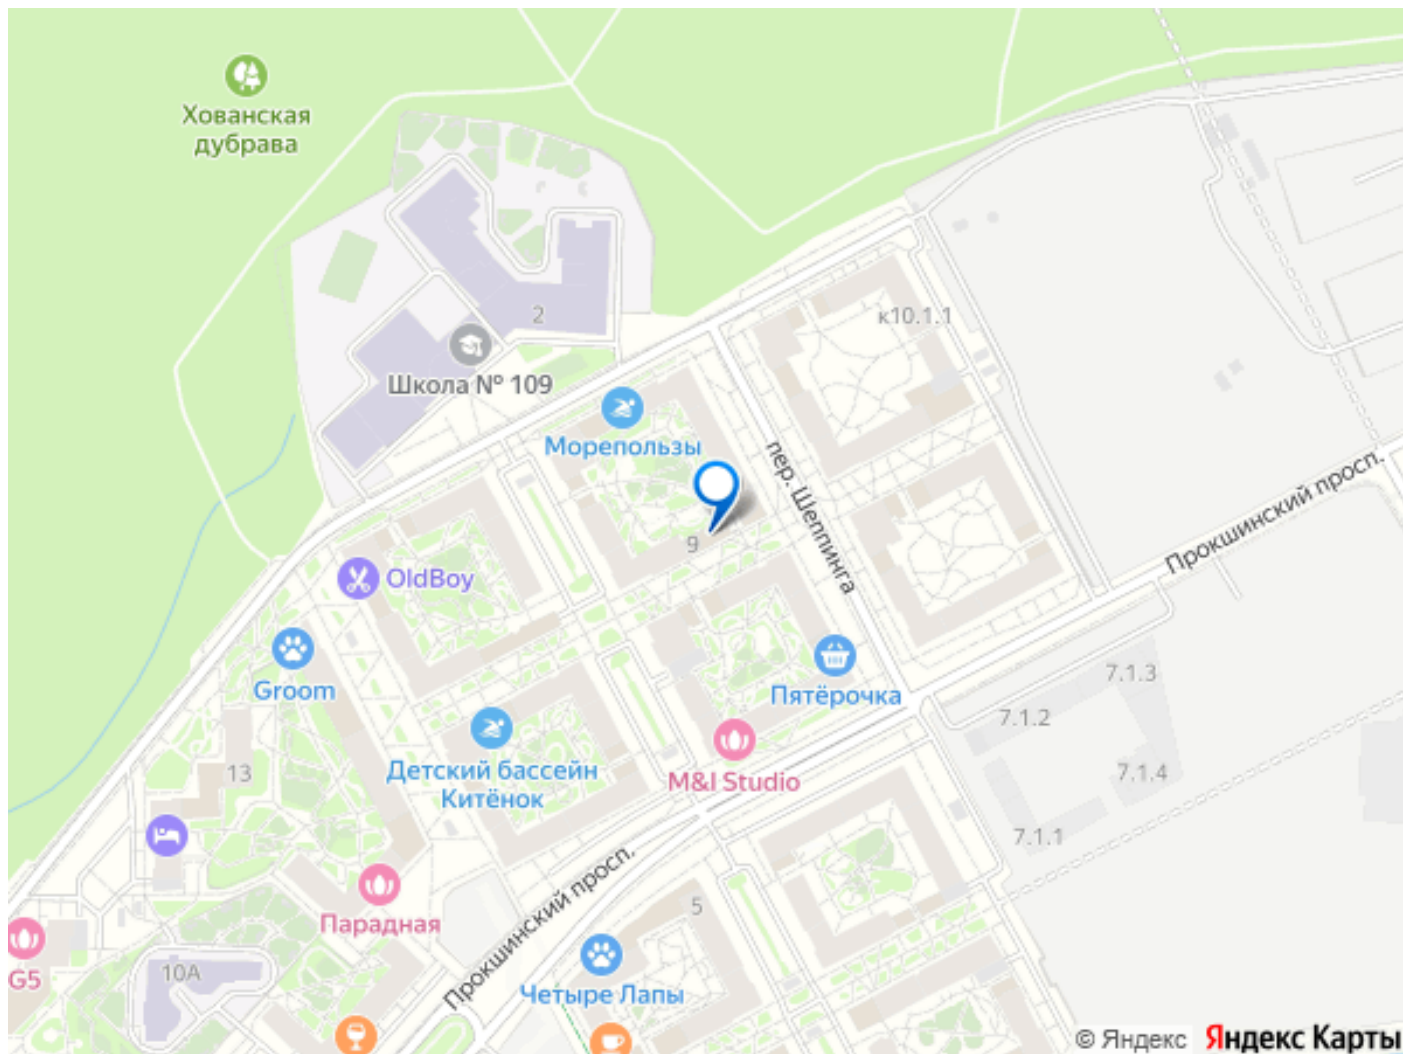 Хованская
дубрава
к10.1.1
2
Школа № 109
Морепользы
пер. Шеппинга
Прокшинский просп.
9
OldBoy
Groom
Пятёрочка
7.1.3
7.1.2
M&I Studio
13
Детский бассейн
Китёнок
7.1.4
7.1.1
Прокшинский просп.
Парадная
5
G5
10А
Четыре Лапы
© Яндекс Яндекс Карты